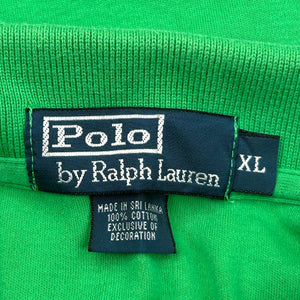 Polo
by Ralph Lauren
XL
MADE IN SRI LANKA
100% COTTON
EXCLUSIVE OF
DECORATION